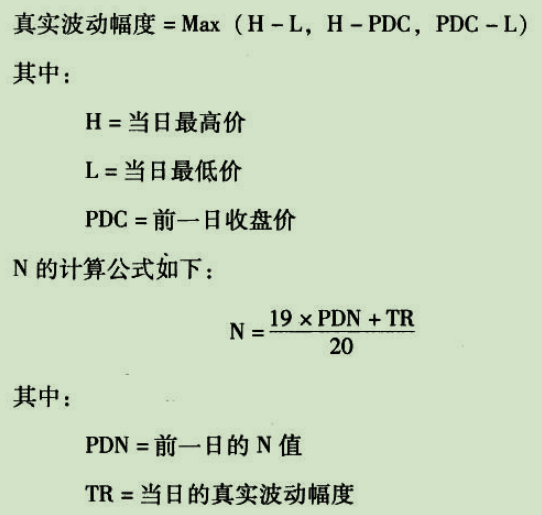 真实波动幅度 = Max（H – L，H – PDC，PDC – L）
其中：
H = 当日最高价
L = 当日最低价
PDC = 前一日收盘价
N 的计算公式如下：
N = (19 × PDN + TR) / 20
其中：
PDN = 前一日的 N 值
TR = 当日的真实波动幅度